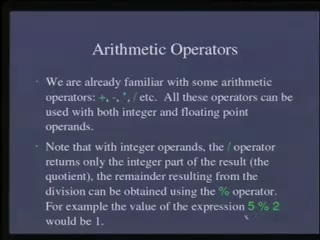 Arithmetic Operators
• We are already familiar with some arithmetic
operators: +, -, *, / etc. All these operators can be
used with both integer and floating point
operands.
• Note that with integer operands, the / operator
returns only the integer part of the result (the
quotient), the remainder resulting from the
division can be obtained using the % operator.
For example the value of the expression 5 % 2
would be 1.